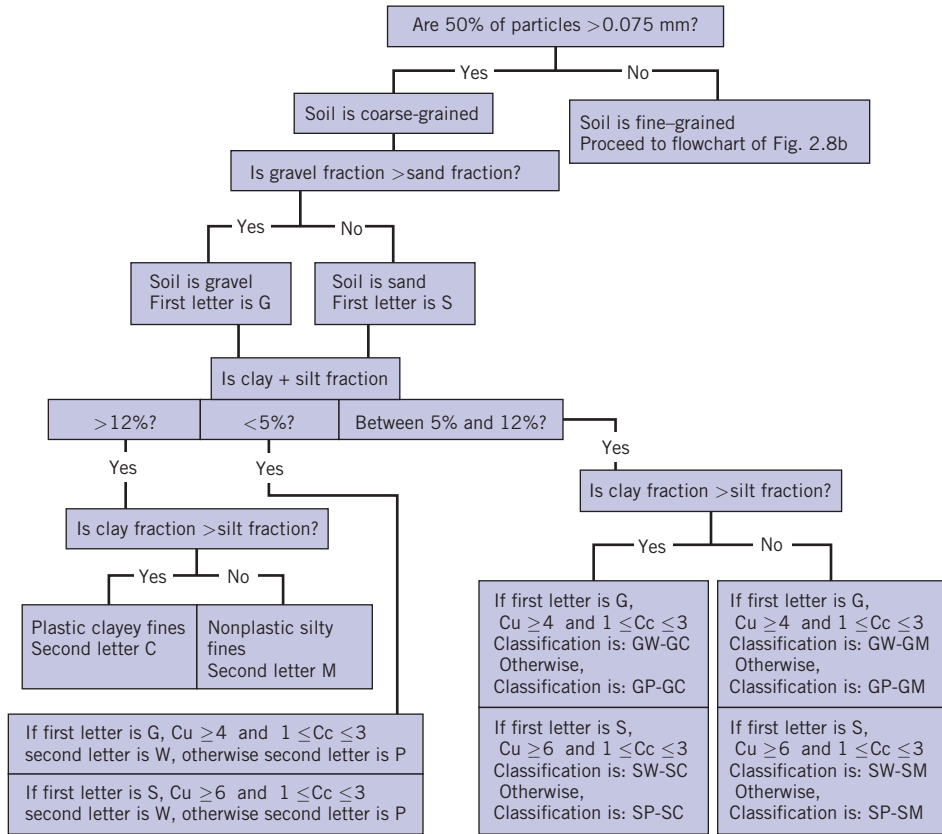 Are 50% of particles >0.075 mm?
Yes
No
Soil is coarse-grained
Soil is fine–grained
Proceed to flowchart of Fig. 2.8b
Is gravel fraction >sand fraction?
Yes
No
Soil is gravel
First letter is G
Soil is sand
First letter is S
Is clay + silt fraction
>12%?
<5%?
Between 5% and 12%?
Yes
Yes
Yes
Is clay fraction >silt fraction?
Yes
No
Plastic clayey fines
Second letter C
Nonplastic silty
fines
Second letter M
If first letter is G, Cu ≥4 and 1 ≤Cc ≤3
second letter is W, otherwise second letter is P
If first letter is S, Cu ≥6 and 1 ≤Cc ≤3
second letter is W, otherwise second letter is P
Is clay fraction >silt fraction?
Yes
No
If first letter is G,
Cu ≥4 and 1 ≤Cc ≤3
Classification is: GW-GC
Otherwise,
Classification is: GP-GC
If first letter is G,
Cu ≥4 and 1 ≤Cc ≤3
Classification is: GW-GM
Otherwise,
Classification is: GP-GM
If first letter is S,
Cu ≥6 and 1 ≤Cc ≤3
Classification is: SW-SC
Otherwise,
Classification is: SP-SC
If first letter is S,
Cu ≥6 and 1 ≤Cc ≤3
Classification is: SW-SM
Otherwise,
Classification is: SP-SM